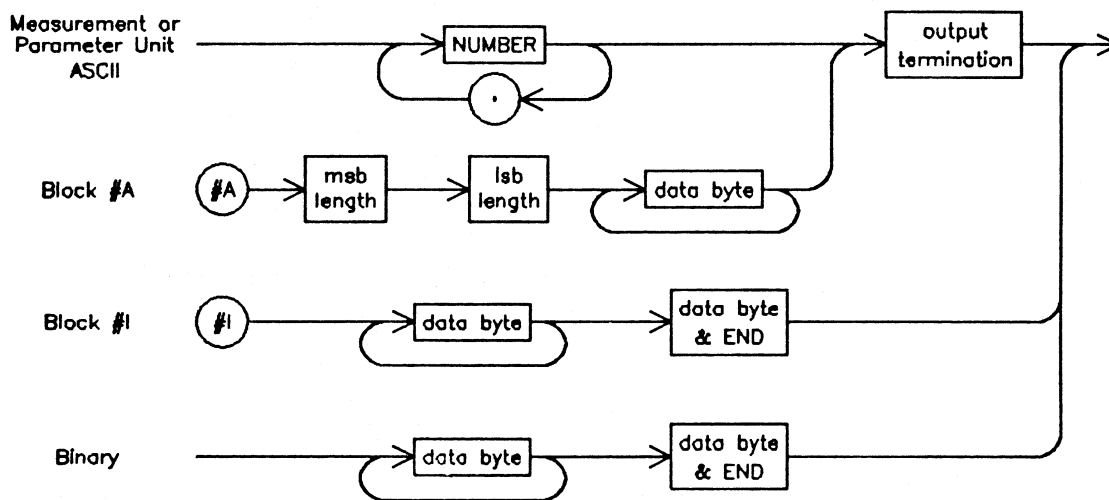 Measurement or
Parameter Unit
ASCII
NUMBER
,
output
termination
Block #A
#A
msb
length
lsb
length
data byte
Block #I
#I
data byte
data byte
& END
Binary
data byte
data byte
& END